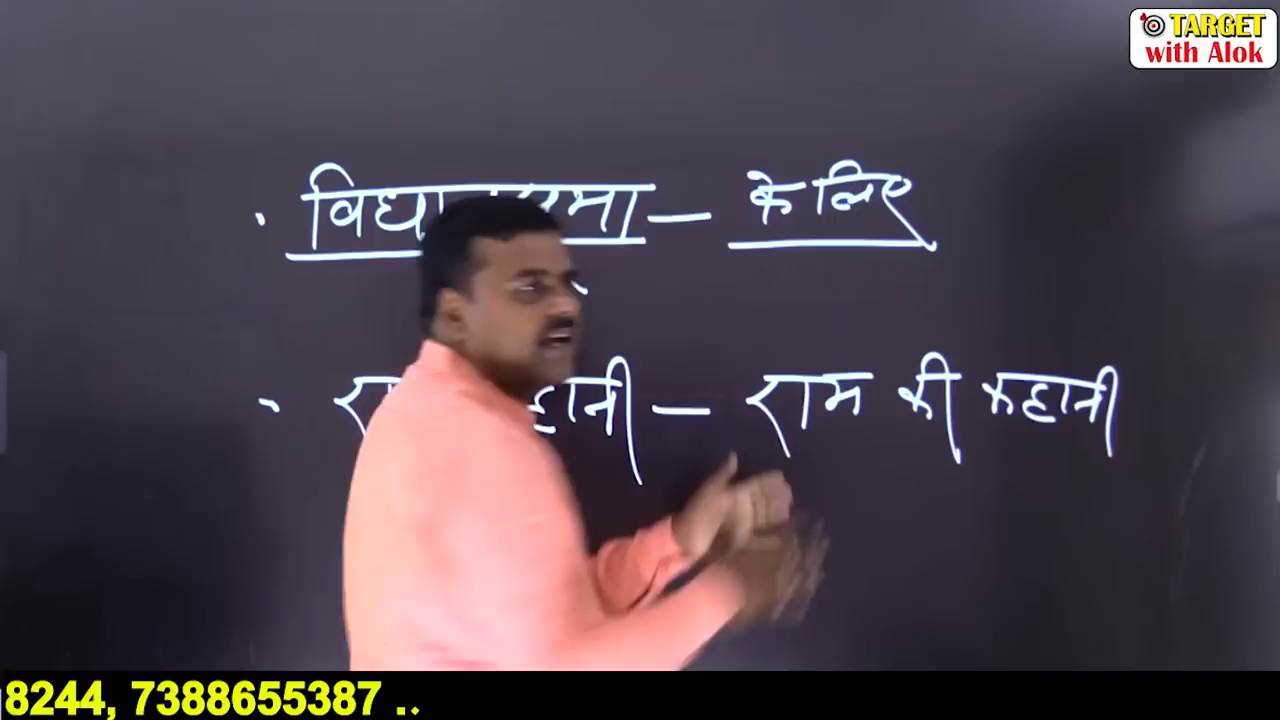 TARGET
with Alok
— के लिए
— राम की कहानी
8244, 7388655387 ..